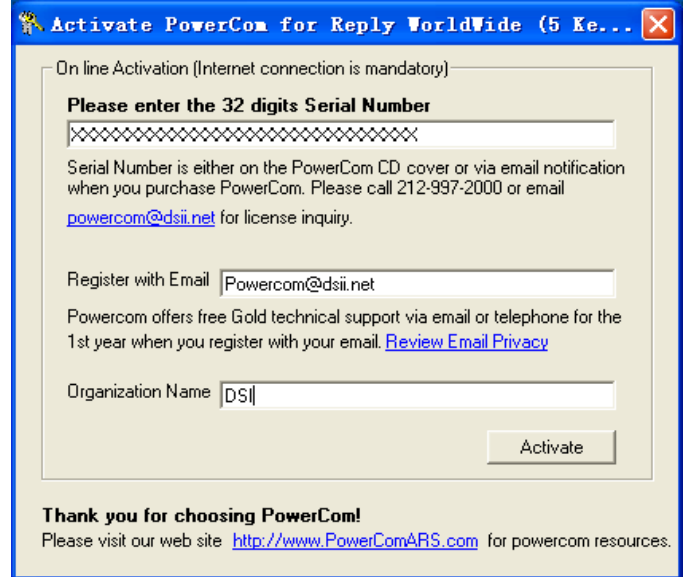 Activate PowerCom for Reply WorldWide (5 Ke...
On line Activation (Internet connection is mandatory)
Please enter the 32 digits Serial Number
XXXXXXXXXXXXXXXXXXXXXXXXXXXXXXXX
Serial Number is either on the PowerCom CD cover or via email notification
when you purchase PowerCom. Please call 212-997-2000 or email
powercom@dsii.net for license inquiry.
Register with Email Powercom@dsii.net
Powercom offers free Gold technical support via email or telephone for the
1st year when you register with your email. Review Email Privacy
Organization Name DSI
Activate
Thank you for choosing PowerCom!
Please visit our web site http://www.PowerComARS.com for powercom resources.